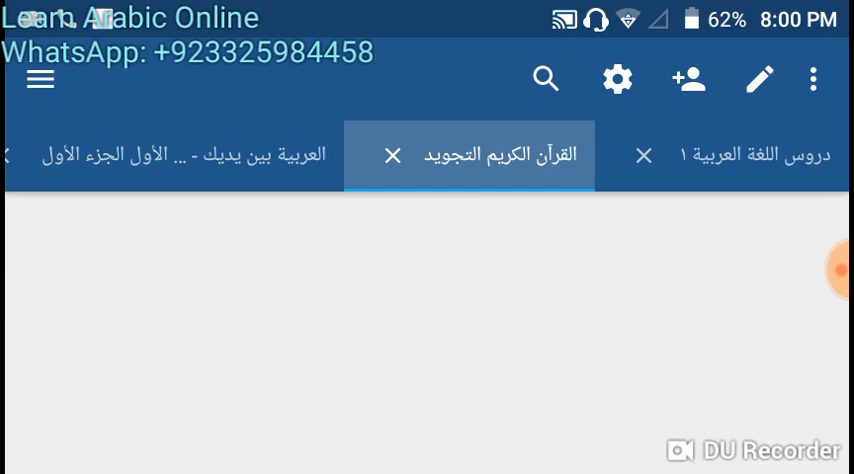 Learn Arabic Online
62% 8:00 PM
WhatsApp: +923325984458
دروس اللغة العربية ١
القرآن الكريم التجويد
العربية بين يديك - ... الأول الجزء الأول
DU Recorder